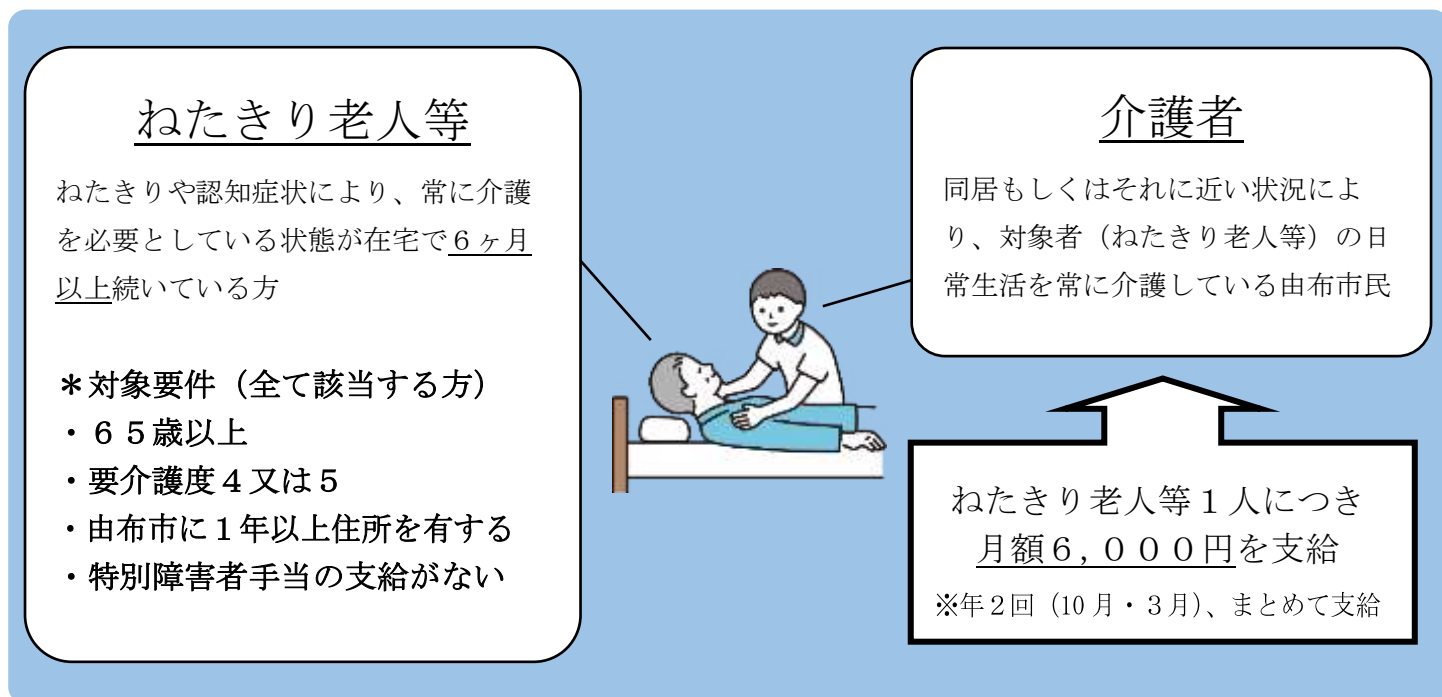 ねたきり老人等
ねたきりや認知症状により、常に介護
を必要としている状態が在宅で６ヶ月
以上続いている方
＊対象要件（全て該当する方）
・６５歳以上
・要介護度４又は５
・由布市に１年以上住所を有する
・特別障害者手当の支給がない
介護者
同居もしくはそれに近い状況によ
り、対象者（ねたきり老人等）の日
常生活を常に介護している由布市民
ねたきり老人等１人につき
月額６,０００円を支給
※年２回（10 月・３月）、まとめて支給